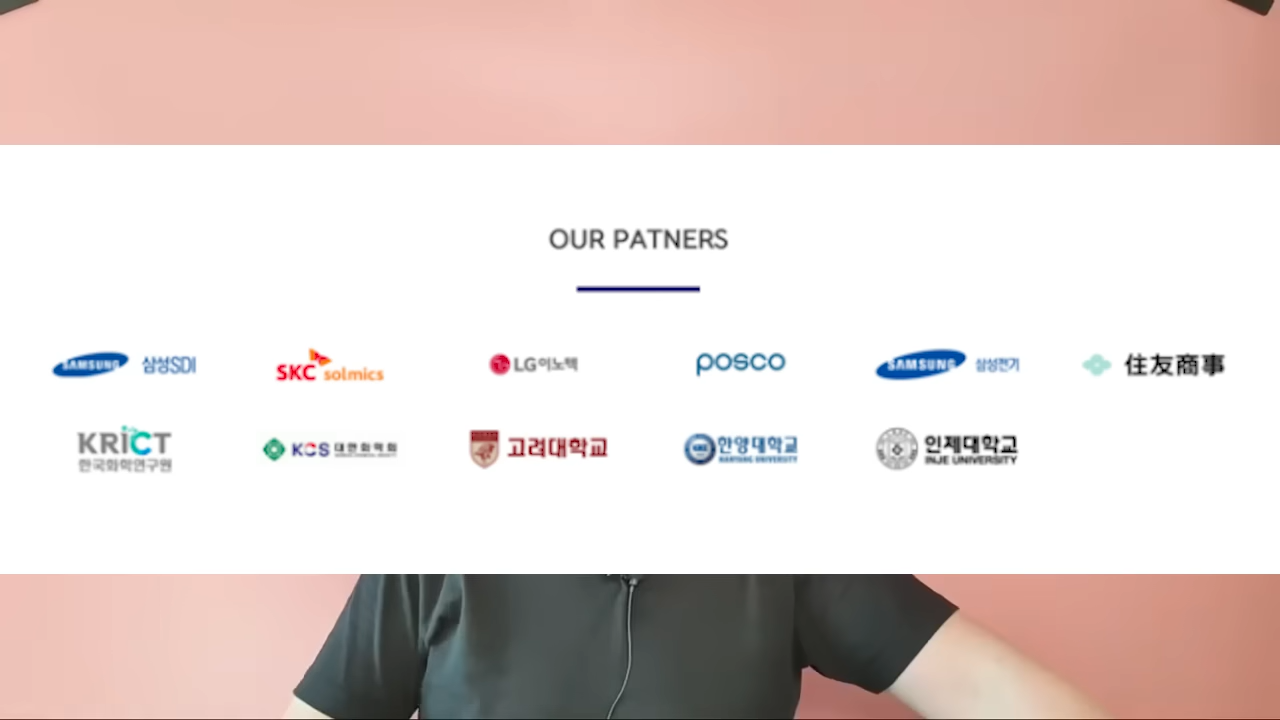 OUR PATNERS
SAMSUNG 삼성SDI
SKC solmics
LG이노텍
posco
SAMSUNG 삼성전기
住友商事
KRICT
한국화학연구원
KCS 대한화학회
고려대학교
한양대학교
HANYANG UNIVERSITY
인제대학교
INJE UNIVERSITY